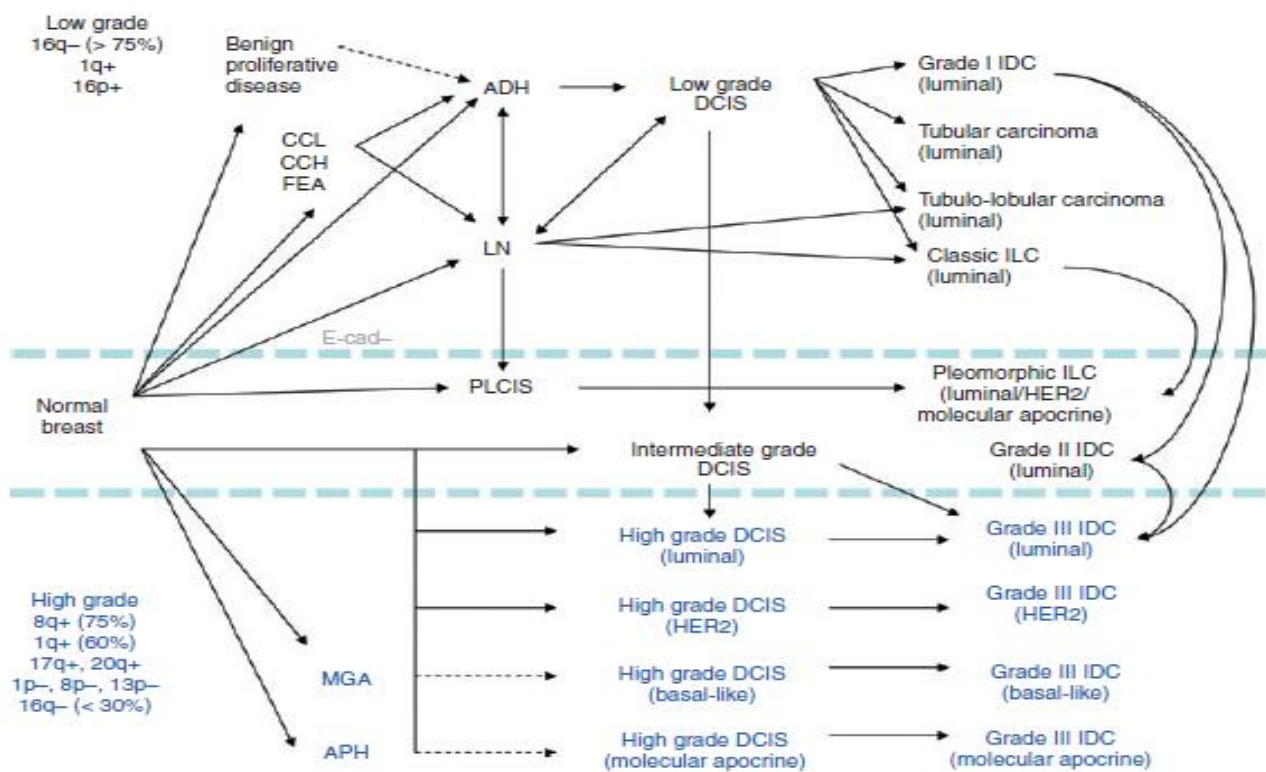 Low grade
16q– (> 75%)
1q+
16p+
Benign
proliferative
disease
ADH
Low grade
DCIS
Grade I IDC
(luminal)
CCL
CCH
FEA
Tubular carcinoma
(luminal)
Tubulo-lobular carcinoma
(luminal)
LN
Classic ILC
(luminal)
E-cad–
Normal
breast
PLCIS
Pleomorphic ILC
(luminal/HER2/
molecular apocrine)
Intermediate grade
DCIS
Grade II IDC
(luminal)
High grade DCIS
(luminal)
Grade III IDC
(luminal)
High grade
8q+ (75%)
1q+ (60%)
17q+, 20q+
1p–, 8p–, 13p–
16q– (< 30%)
High grade DCIS
(HER2)
Grade III IDC
(HER2)
MGA
High grade DCIS
(basal-like)
Grade III IDC
(basal-like)
APH
High grade DCIS
(molecular apocrine)
Grade III IDC
(molecular apocrine)